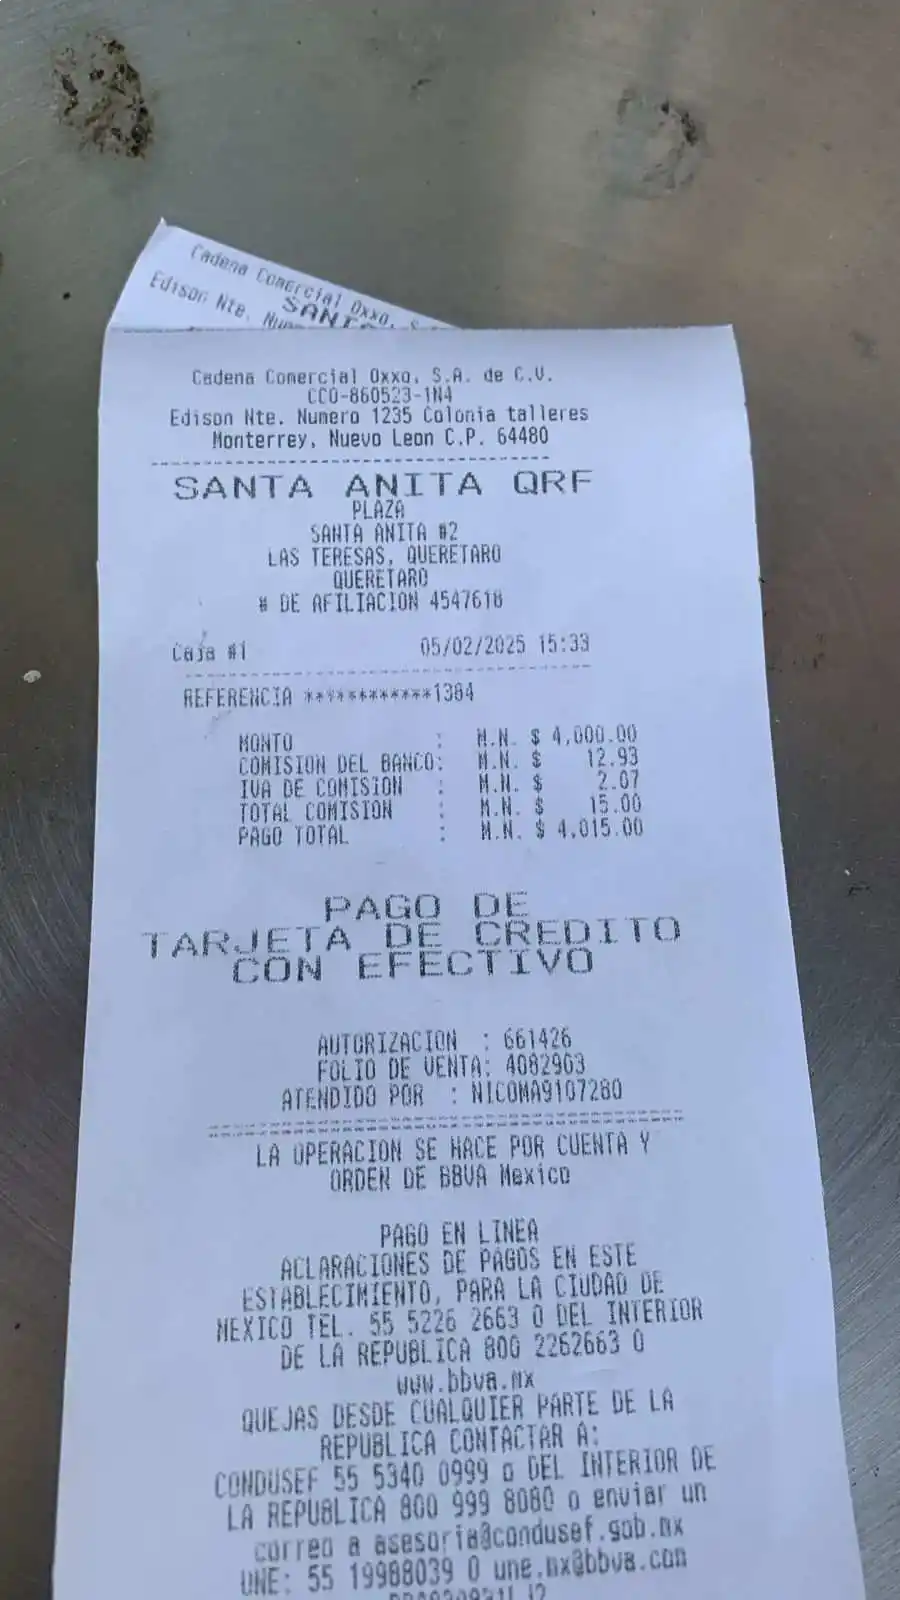 Cadena Comercial Oxxo, S.
Edison Nte. Num
SANT
Cadena Comercial Oxxo, S.A. de C.V.
CCO-860523-1N4
Edison Nte. Numero 1235 Colonia talleres
Monterrey, Nuevo Leon C.P. 64480
SANTA ANITA QRF
PLAZA
SANTA ANITA #2
LAS TERESAS, QUERETARO
QUERETARO
# DE AFILIACION 4547618
Caja #1 05/02/2025 15:33
REFERENCIA ************1384
MONTO : M.N. $ 4,000.00
COMISION DEL BANCO: M.N. $ 12.93
IVA DE COMISION : M.N. $ 2.07
TOTAL COMISION : M.N. $ 15.00
PAGO TOTAL : M.N. $ 4,015.00
PAGO DE
TARJETA DE CREDITO
CON EFECTIVO
AUTORIZACION : 661426
FOLIO DE VENTA: 4082963
ATENDIDO POR : NICOMA9107280
LA OPERACION SE HACE POR CUENTA Y
ORDEN DE BBVA Mexico
PAGO EN LINEA
ACLARACIONES DE PAGOS EN ESTE
ESTABLECIMIENTO, PARA LA CIUDAD DE
MEXICO TEL. 55 5226 2663 O DEL INTERIOR
DE LA REPUBLICA 800 2262663 O
www.bbva.mx
QUEJAS DESDE CUALQUIER PARTE DE LA
REPUBLICA CONTACTAR A:
CONDUSEF 55 5340 0999 o DEL INTERIOR DE
LA REPUBLICA 800 999 8080 o enviar un
correo a asesoria@condusef.gob.mx
UNE: 55 19988039 O une.mx@bbva.com